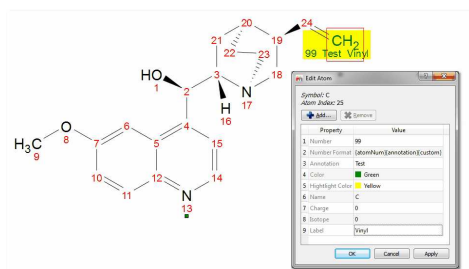 20
24
21
19
CH2
23
22
99 Test Vinyl
3
18
HO
N
1
2
17
H
16
O
4
8
6
5
15
H3C
7
9
10
12
14
11
N
13
Edit Atom
Symbol: C
Atom Index: 25
Add...
Remove
Property Value
1 Number 99
2 Number Format [atomNum][annotation][custom]
3 Annotation Test
4 Color Green
5 Hightlight Color Yellow
6 Name C
7 Charge 0
8 Isotope 0
9 Label Vinyl
OK Cancel Apply